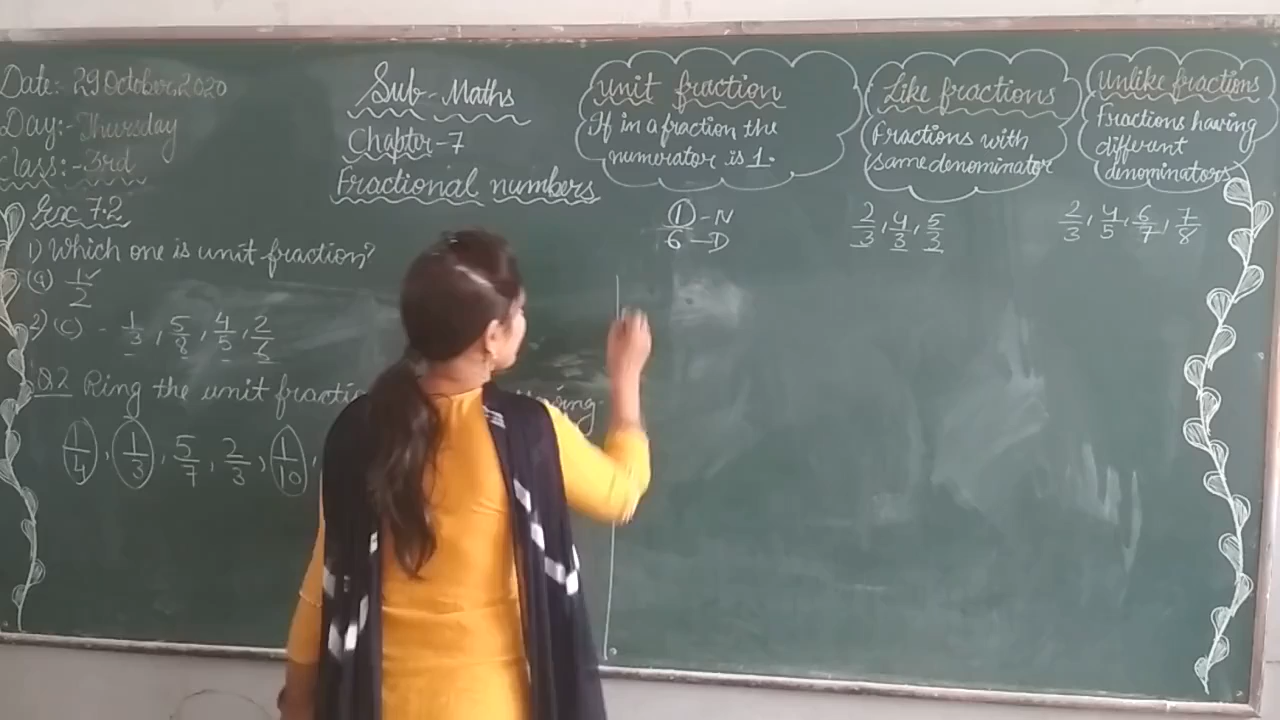 Date:- 29 October, 2020
Day:- Thursday
Class:- 3rd
Sub- Maths
Chapter-7
Fractional numbers
Unit fraction
If in a fraction the
numerator is 1.
1/6 -N -D
Like fractions
Fractions with
same denominator
2/3, 4/3, 5/3
Unlike fractions
Fractions having
different
denominators
2/3, 4/5, 6/7, 7/8
Ex 7.2
1) Which one is unit fraction?
(a) 1/2
2) (c) - 1/3, 5/8, 4/5, 2/6
Q.2 Ring the unit
1/4, 1/3, 5/7, 2/3, 1/10,